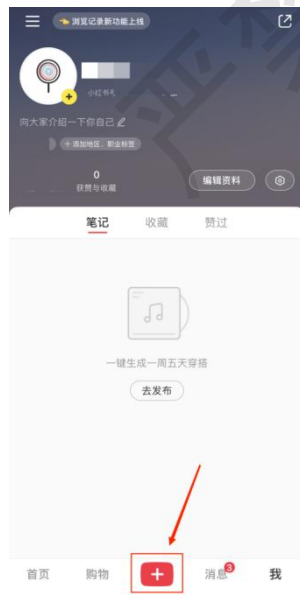 浏览记录新功能上线
小红书号
向大家介绍一下你自己
+ 添加地区、职业标签
0
获赞与收藏
编辑资料
笔记 收藏 赞过
一键生成一周五天穿搭
去发布
首页 购物 消息 3 我